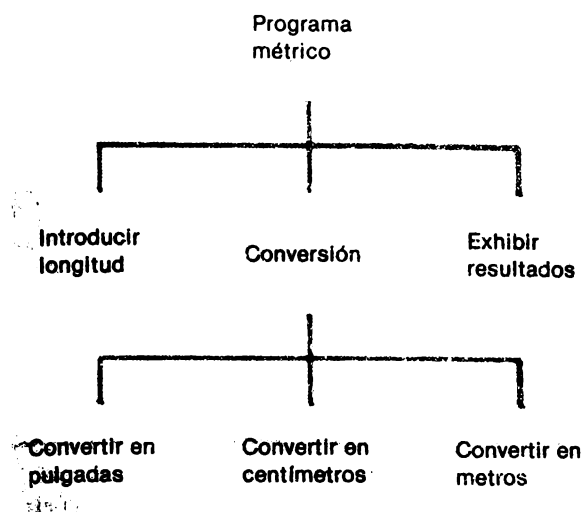 Programa
métrico
Introducir
longitud
Conversión
Exhibir
resultados
Convertir en
pulgadas
Convertir en
centímetros
Convertir en
metros